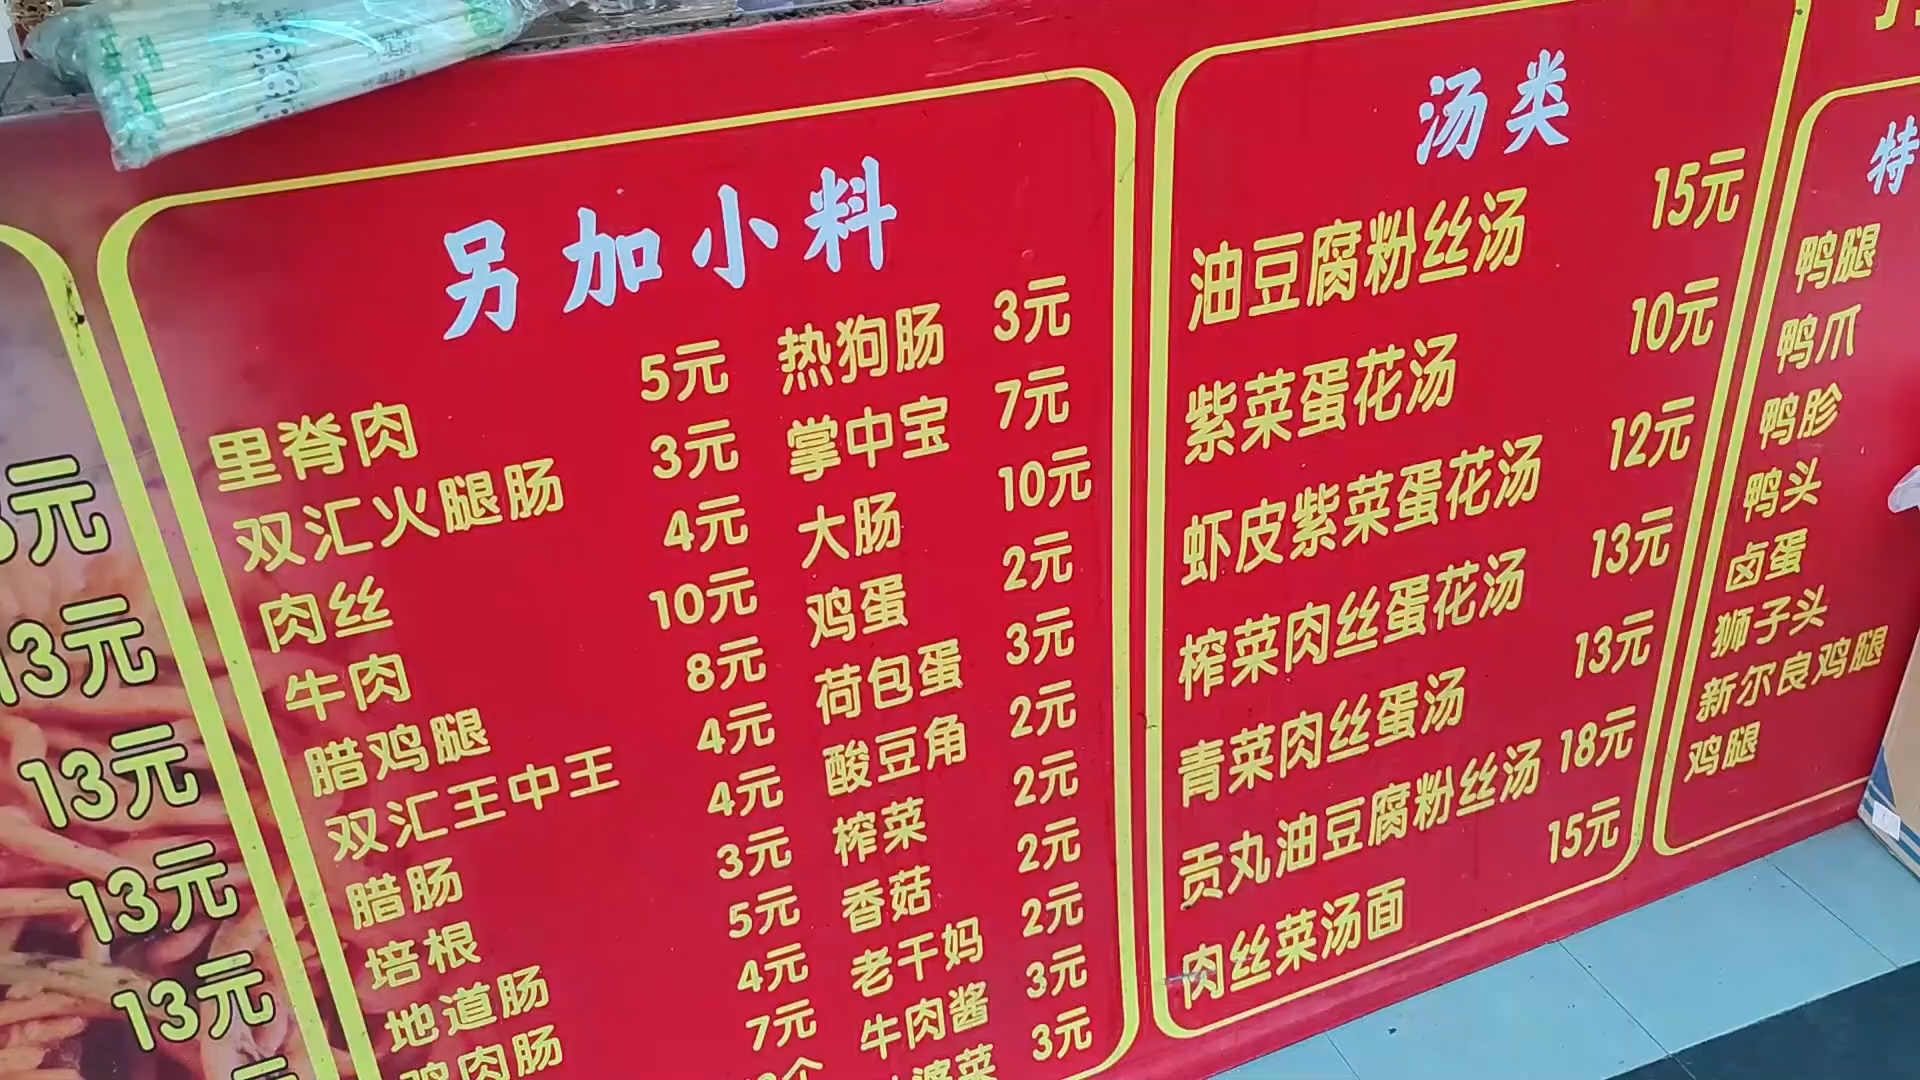 元
13元
13元
13元
13元
另加小料
里脊肉 5元 热狗肠 3元
双汇火腿肠 3元 掌中宝 7元
肉丝 4元 大肠 10元
牛肉 10元 鸡蛋 2元
腊鸡腿 8元 荷包蛋 3元
双汇王中王 4元 酸豆角 2元
腊肠 4元 榨菜 2元
培根 3元 香菇 2元
地道肠 5元 老干妈 2元
鸡肉肠 4元 牛肉酱 3元
7元 婆菜 3元
个
汤类
油豆腐粉丝汤 15元
紫菜蛋花汤 10元
虾皮紫菜蛋花汤 12元
榨菜肉丝蛋花汤 13元
青菜肉丝蛋汤 13元
贡丸油豆腐粉丝汤 18元
肉丝菜汤面 15元
特
鸭腿
鸭爪
鸭胗
鸭头
卤蛋
狮子头
新尔良鸡腿
鸡腿